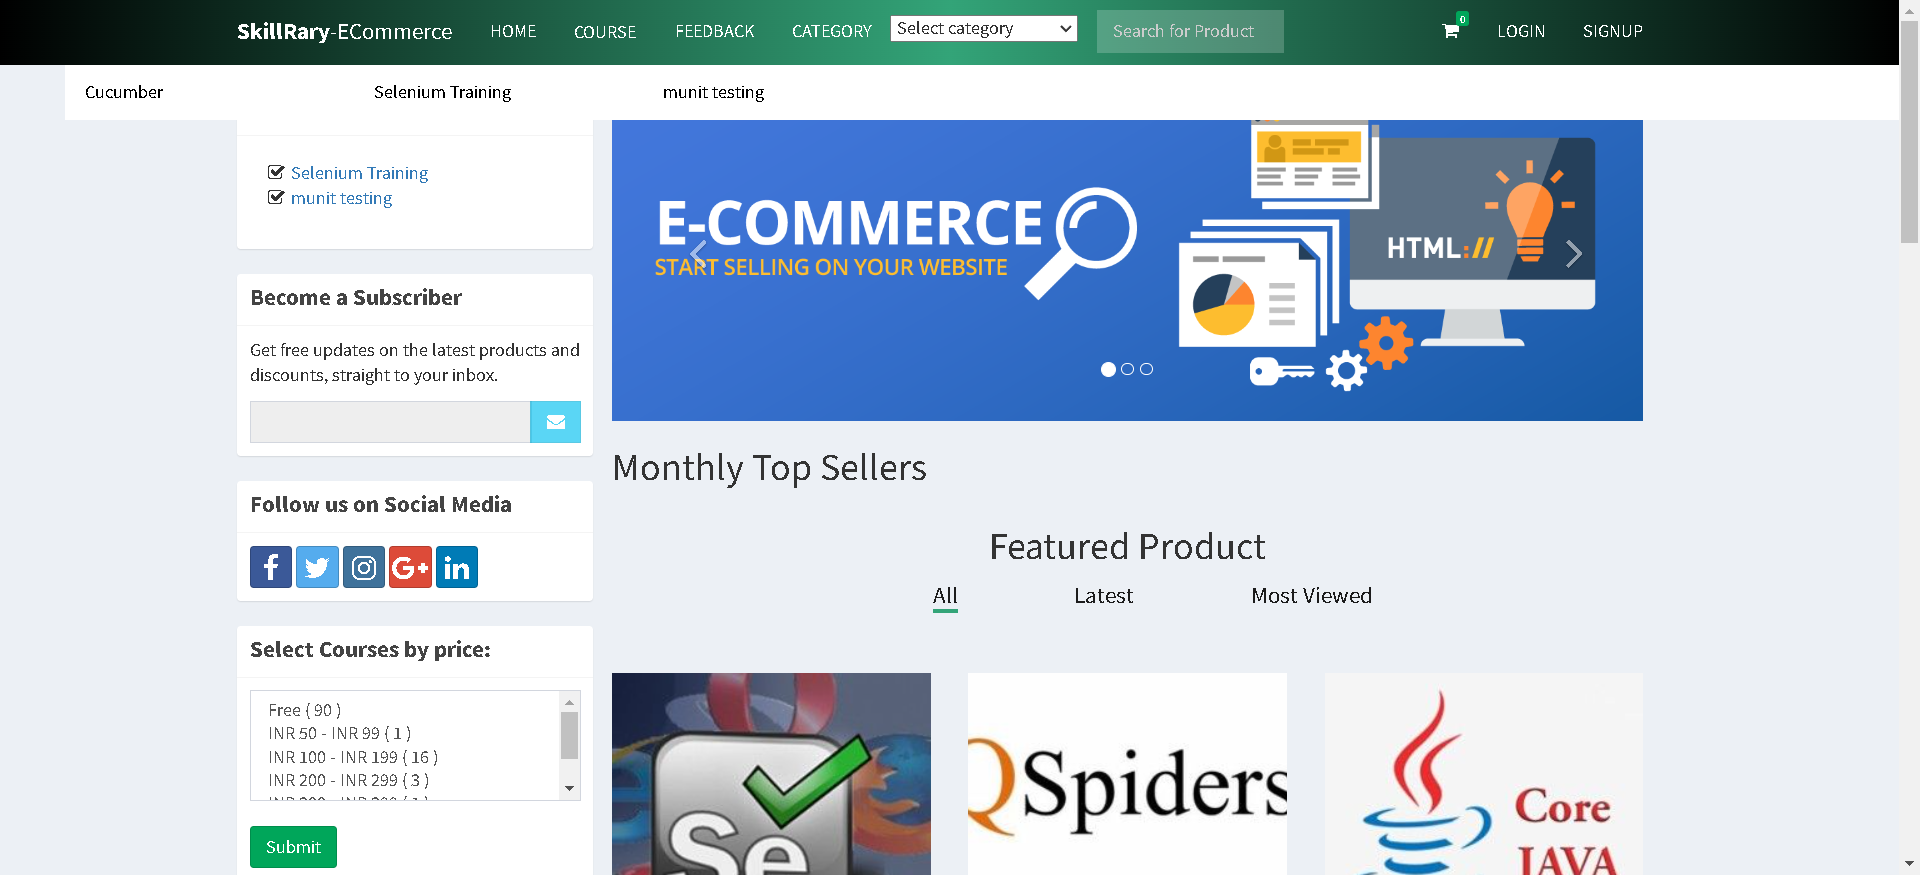 SkillRary-ECommerce HOME COURSE FEEDBACK CATEGORY Select category Search for Product 0 LOGIN SIGNUP
Cucumber Selenium Training munit testing
Selenium Training
munit testing
Become a Subscriber
Get free updates on the latest products and
discounts, straight to your inbox.
Follow us on Social Media
Select Courses by price:
Free ( 90 )
INR 50 - INR 99 ( 1 )
INR 100 - INR 199 ( 16 )
INR 200 - INR 299 ( 3 )
Submit
E-COMMERCE
START SELLING ON YOUR WEBSITE
HTML://
Monthly Top Sellers
Featured Product
All Latest Most Viewed
Se
QSpiders
Core
JAVA